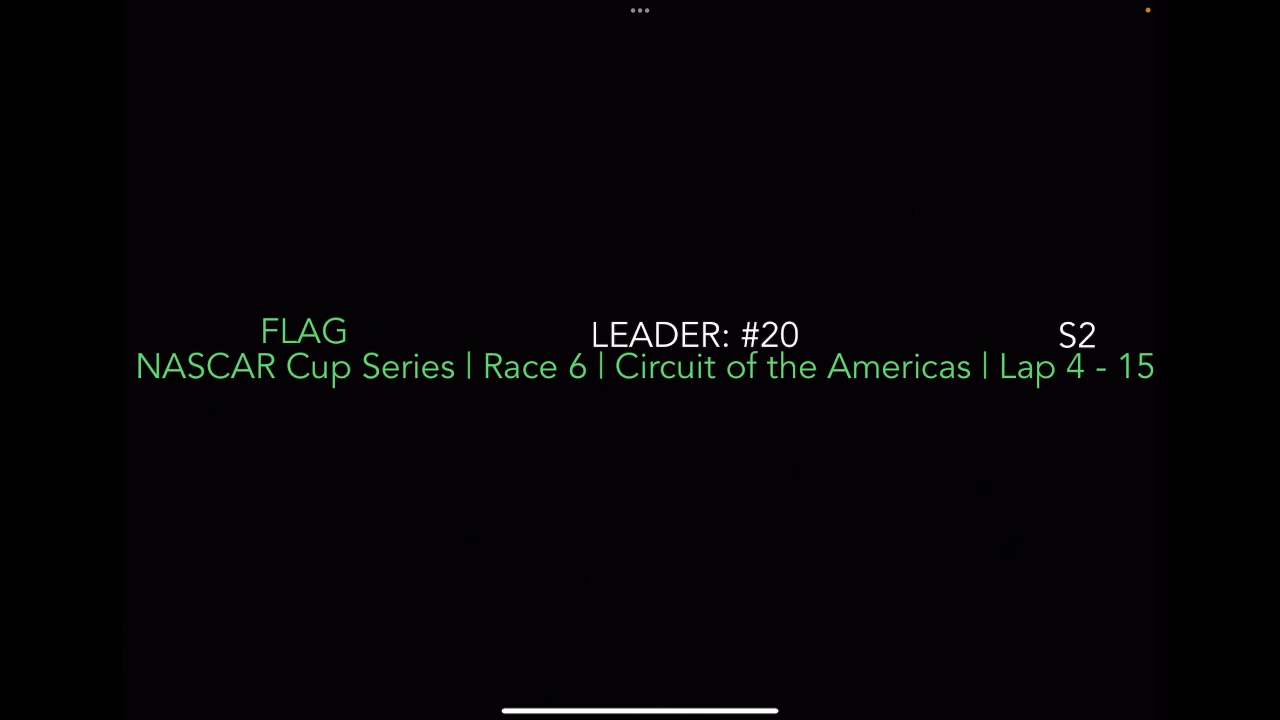 FLAG LEADER: #20 S2
NASCAR Cup Series | Race 6 | Circuit of the Americas | Lap 4 - 15